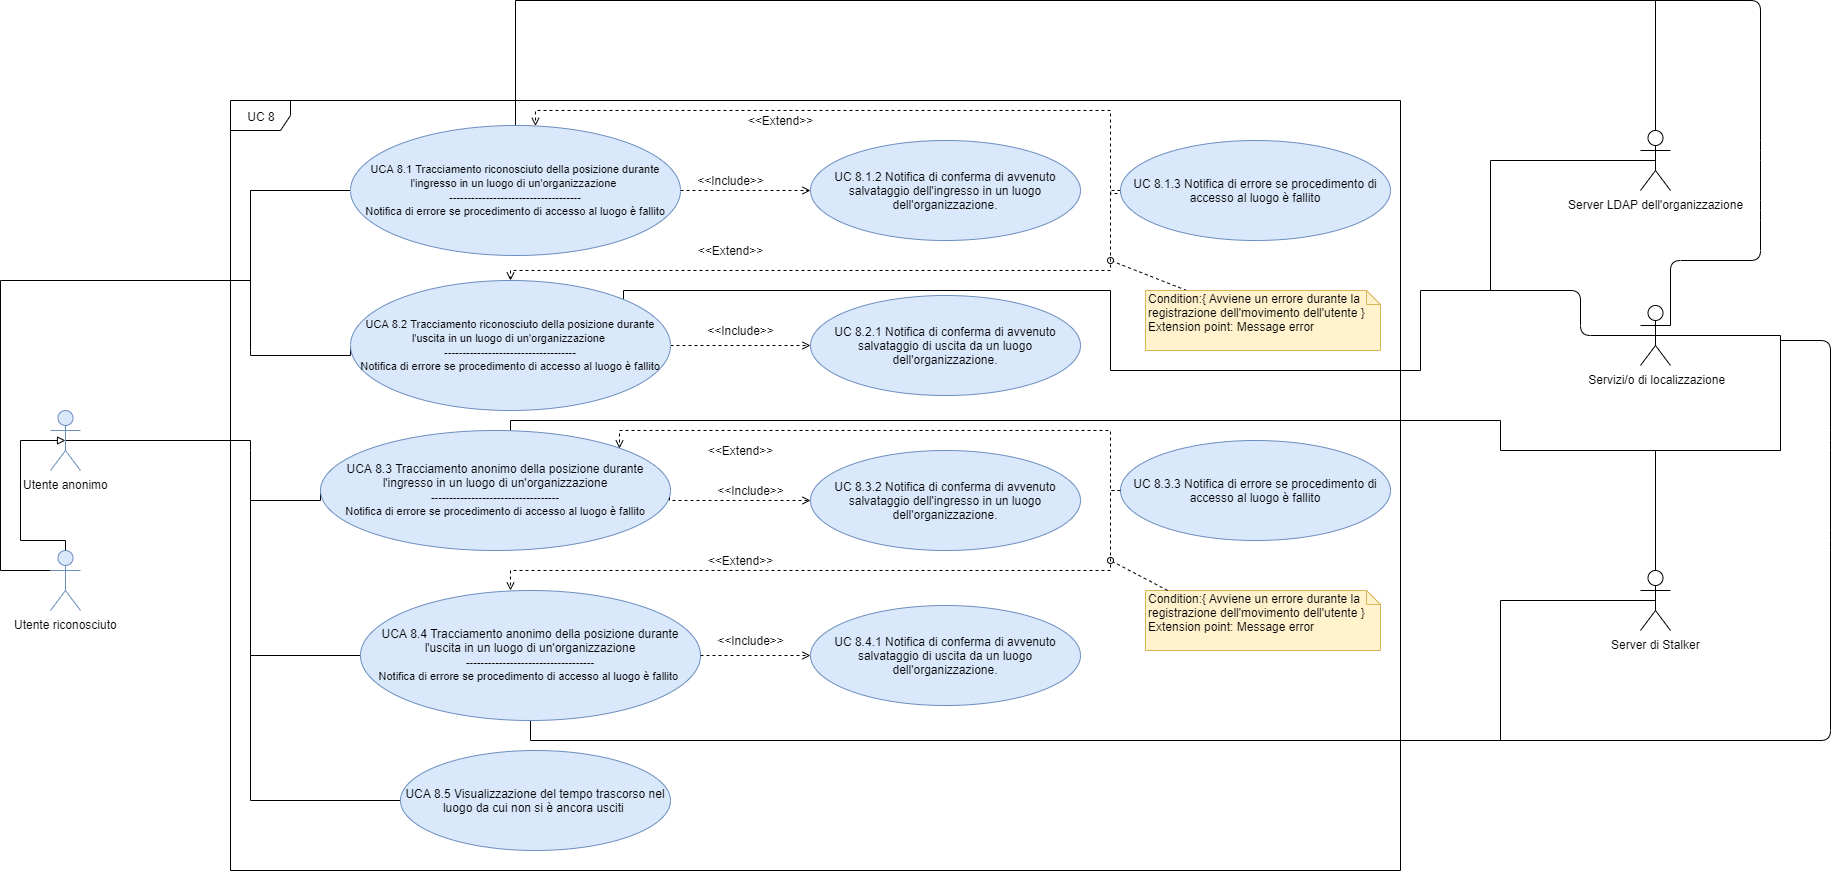 UC 8
<<Extend>>
UCA 8.1 Tracciamento riconosciuto della posizione durante
l'ingresso in un luogo di un'organizzazione
------------------------------------
Notifica di errore se procedimento di accesso al luogo è fallito
<<Include>>
UC 8.1.2 Notifica di conferma di avvenuto
salvataggio dell'ingresso in un luogo
dell'organizzazione.
UC 8.1.3 Notifica di errore se procedimento di
accesso al luogo è fallito
Server LDAP dell'organizzazione
<<Extend>>
UCA 8.2 Tracciamento riconosciuto della posizione durante
l'uscita in un luogo di un'organizzazione
------------------------------------
Notifica di errore se procedimento di accesso al luogo è fallito
<<Include>>
UC 8.2.1 Notifica di conferma di avvenuto
salvataggio di uscita da un luogo
dell'organizzazione.
Condition:{ Avviene un errore durante la
registrazione dell'movimento dell'utente }
Extension point: Message error
Servizi/o di localizzazione
Utente anonimo
<<Extend>>
UCA 8.3 Tracciamento anonimo della posizione durante
l'ingresso in un luogo di un'organizzazione
-----------------------------------
Notifica di errore se procedimento di accesso al luogo è fallito
<<Include>>
UC 8.3.2 Notifica di conferma di avvenuto
salvataggio dell'ingresso in un luogo
dell'organizzazione.
UC 8.3.3 Notifica di errore se procedimento di
accesso al luogo è fallito
<<Extend>>
Utente riconosciuto
UCA 8.4 Tracciamento anonimo della posizione durante
l'uscita in un luogo di un'organizzazione
-----------------------------------
Notifica di errore se procedimento di accesso al luogo è fallito
<<Include>>
UC 8.4.1 Notifica di conferma di avvenuto
salvataggio di uscita da un luogo
dell'organizzazione.
Condition:{ Avviene un errore durante la
registrazione dell'movimento dell'utente }
Extension point: Message error
Server di Stalker
UCA 8.5 Visualizzazione del tempo trascorso nel
luogo da cui non si è ancora usciti